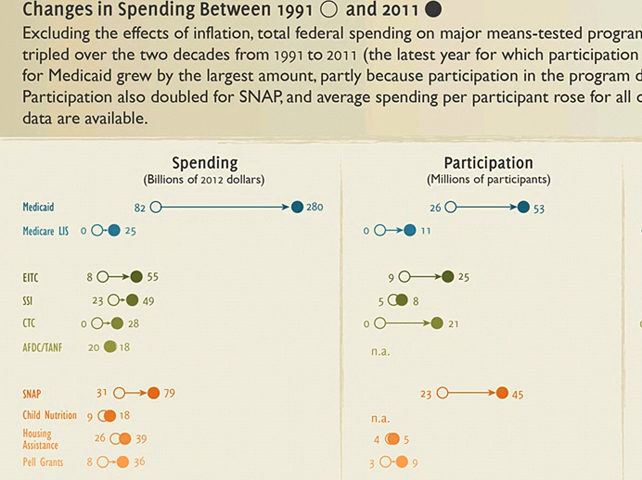 Changes in Spending Between 1991 and 2011
Excluding the effects of inflation, total federal spending on major means-tested program
tripled over the two decades from 1991 to 2011 (the latest year for which participation
for Medicaid grew by the largest amount, partly because participation in the program d
Participation also doubled for SNAP, and average spending per participant rose for all
data are available.
Spending Participation
(Billions of 2012 dollars) (Millions of participants)
Medicaid 82 280 26 53
Medicare LIS 0 25 0 11
EITC 8 55 9 25
SSI 23 49 5 8
CTC 0 28 0 21
AFDC/TANF 20 18 n.a.
SNAP 31 79 23 45
Child Nutrition 9 18 n.a.
Housing
Assistance 26 39 4 5
Pell Grants 8 36 3 9